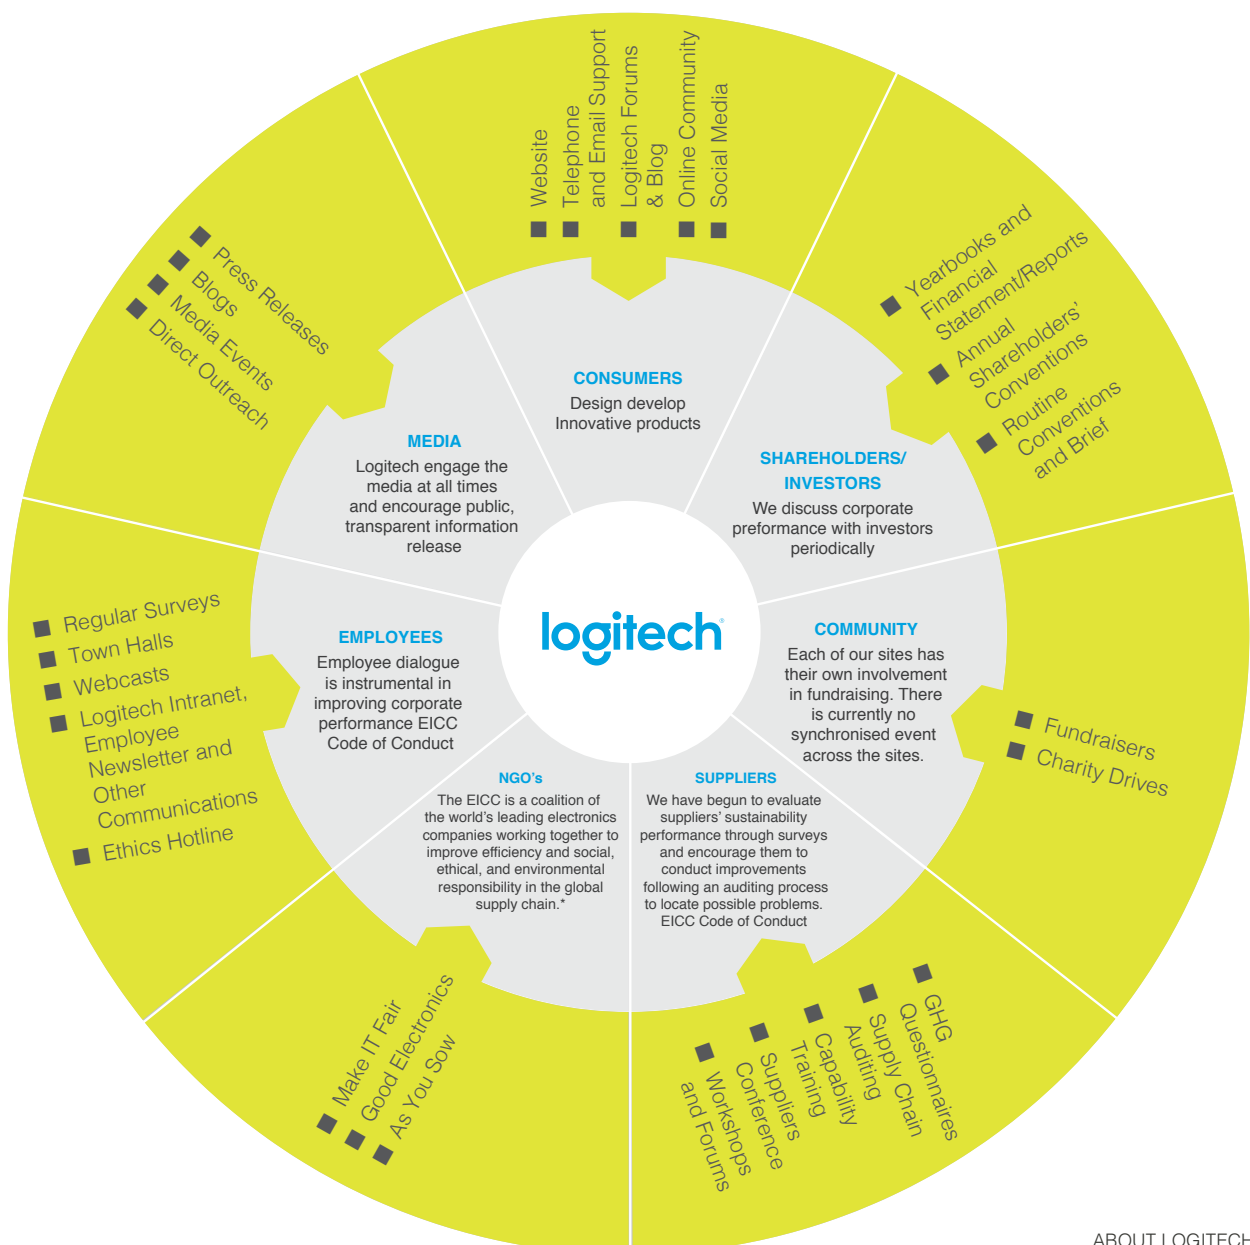 ■ Website
■ Telephone
and Email Support
■ Logitech Forums
& Blog
■ Online Community
■ Social Media
■ Yearbooks and
Financial
Statement/Reports
■ Annual
Shareholders'
Conventions
■ Routine
Conventions
and Brief
■ Press Releases
■ Blogs
■ Media Events
■ Direct Outreach
CONSUMERS
Design develop
Innovative products
MEDIA
Logitech engage the
media at all times
and encourage public,
transparent information
release
SHAREHOLDERS/
INVESTORS
We discuss corporate
preformance with investors
periodically
logitech
EMPLOYEES
Employee dialogue
is instrumental in
improving corporate
performance EICC
Code of Conduct
COMMUNITY
Each of our sites has
their own involvement
in fundraising. There
is currently no
synchronised event
across the sites.
■ Regular Surveys
■ Town Halls
■ Webcasts
■ Logitech Intranet,
Employee
Newsletter and
Other
Communications
■ Ethics Hotline
■ Fundraisers
■ Charity Drives
NGO's
The EICC is a coalition of
the world's leading electronics
companies working together to
improve efficiency and social,
ethical, and environmental
responsibility in the global
supply chain.*
SUPPLIERS
We have begun to evaluate
suppliers' sustainability
performance through surveys
and encourage them to
conduct improvements
following an auditing process
to locate possible problems.
EICC Code of Conduct
■ Make IT Fair
■ Good Electronics
■ As You Sow
■ GHG
Questionnaires
■ Supply Chain
Auditing
■ Capability
Training
■ Suppliers
Conference
■ Workshops
and Forums
ABOUT LOGITECH